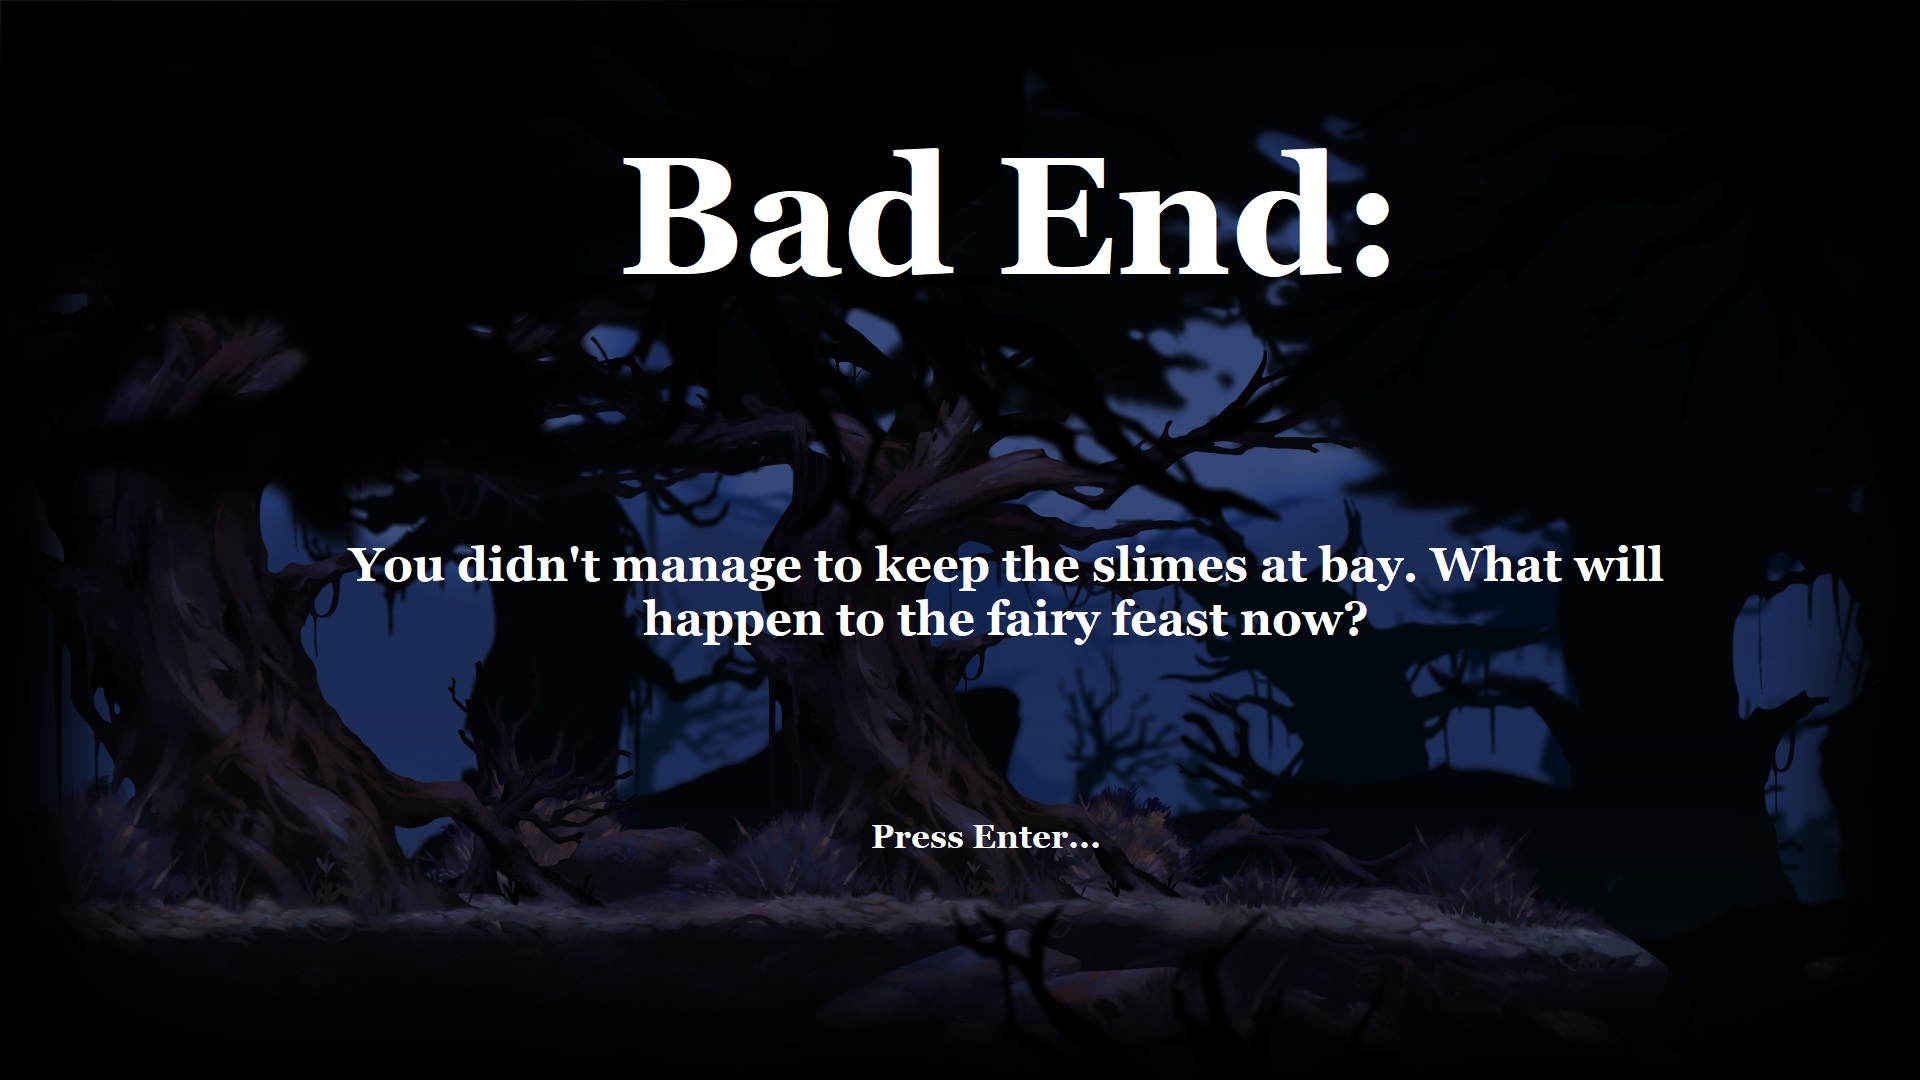 Bad End:
You didn't manage to keep the slimes at bay. What will
happen to the fairy feast now?
Press Enter...